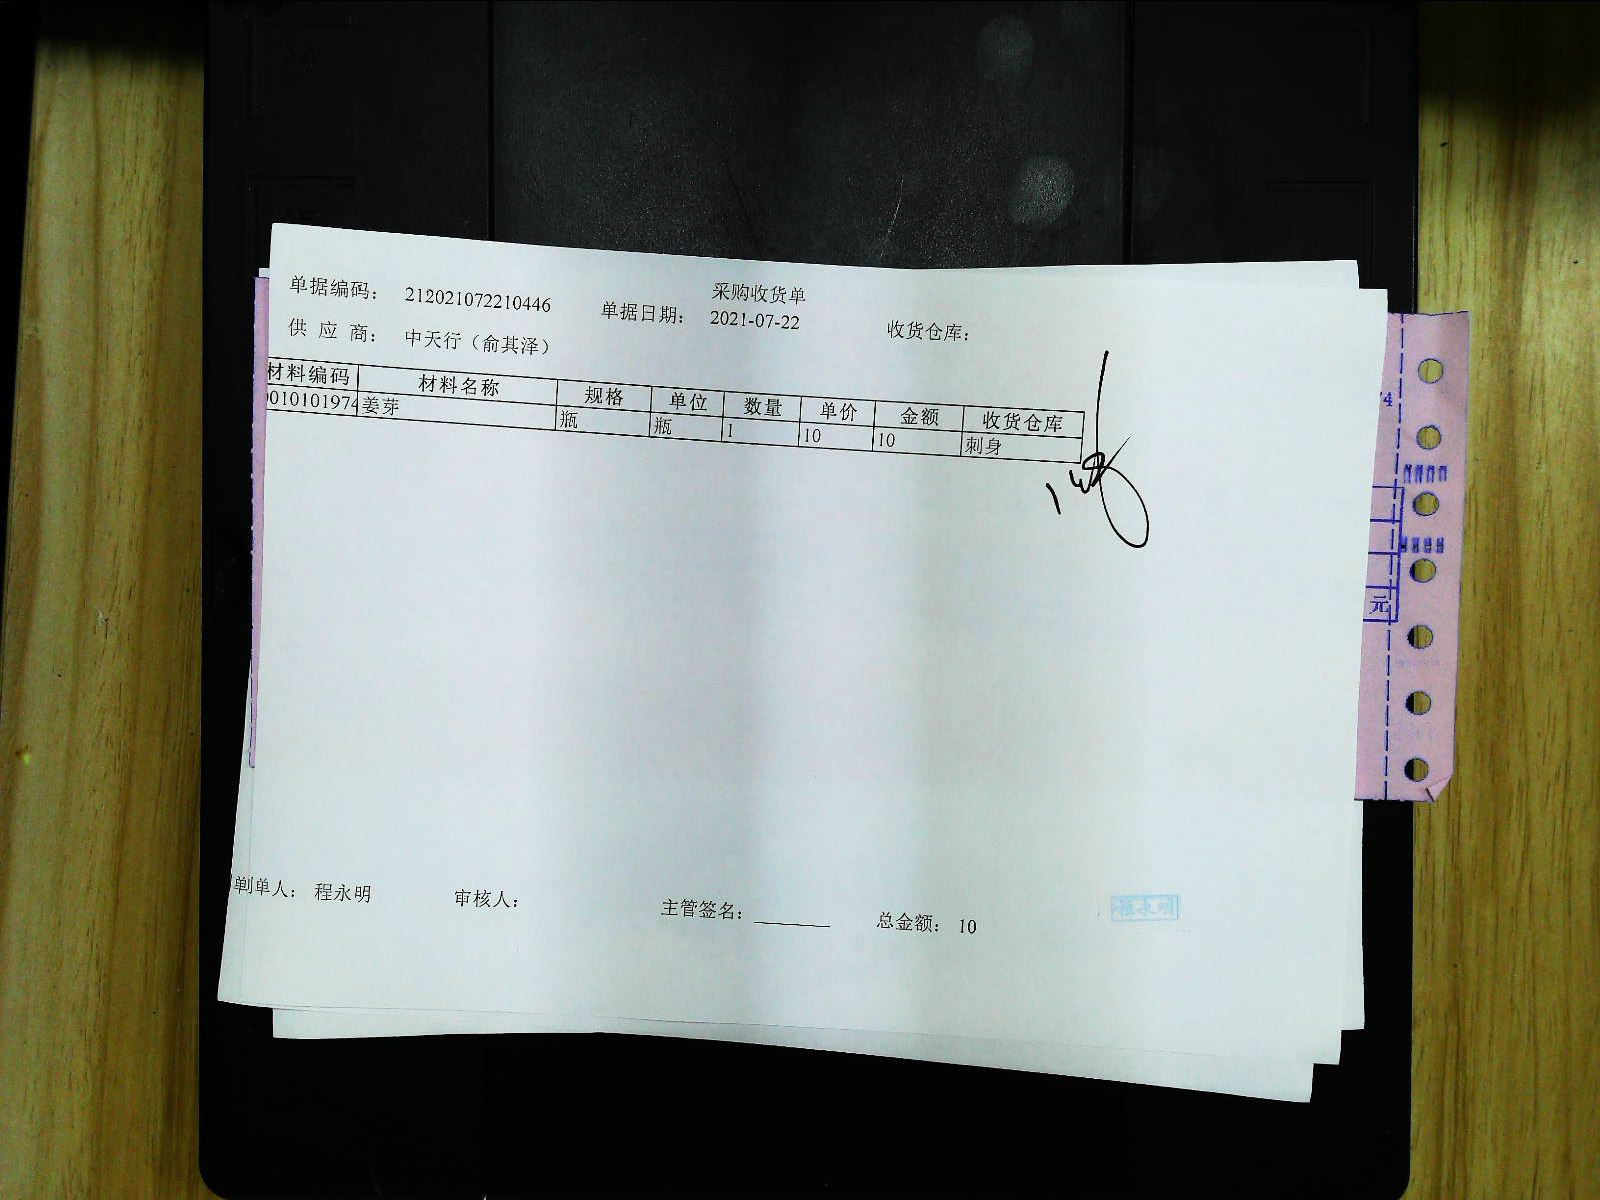 采购收货单
单据编码： 212021072210446 单据日期： 2021-07-22 收货仓库：
供 应 商： 中天行（俞其泽）
材料编码 材料名称 规格 单位 数量 单价 金额 收货仓库
0010101974 姜芽 瓶 瓶 1 10 10 刺身
元
制单人： 程永明 审核人： 主管签名： 总金额： 10
程永明